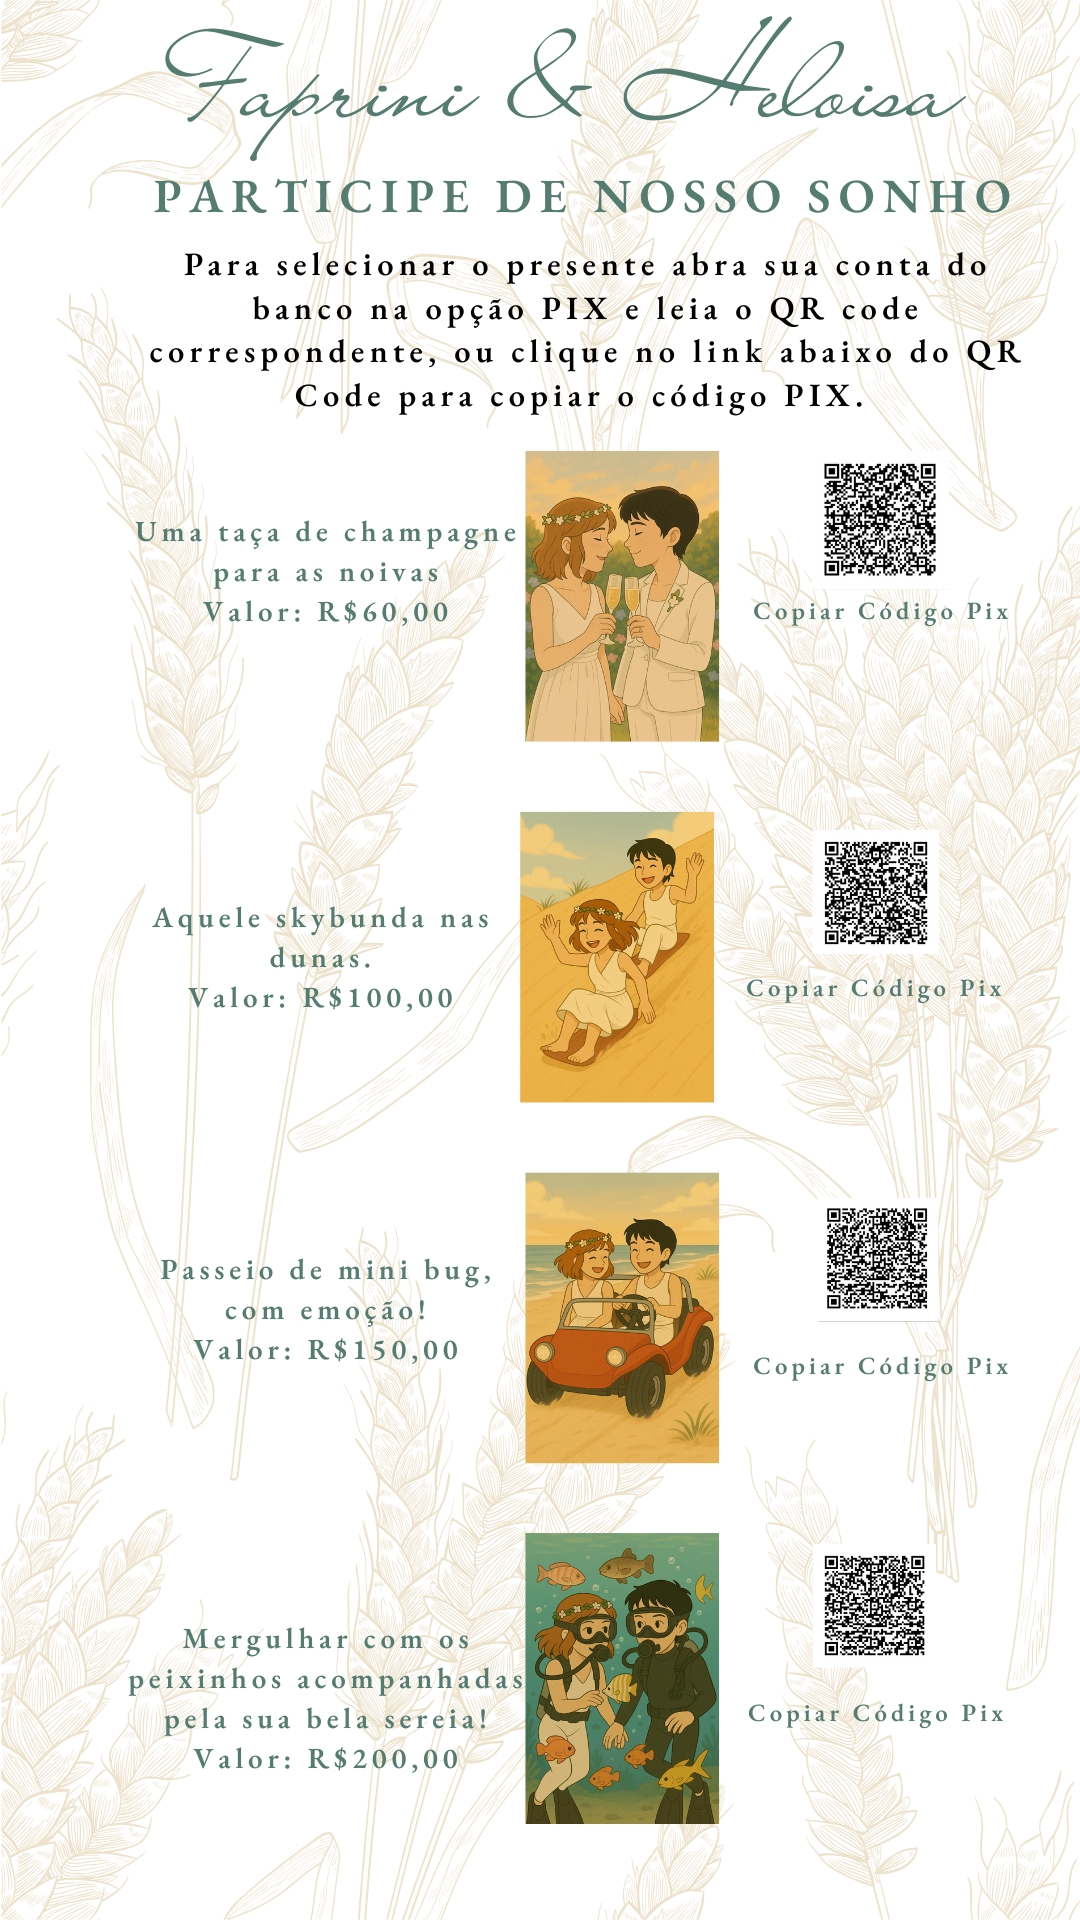 Faprini & Heloisa
PARTICIPE DE NOSSO SONHO
Para selecionar o presente abra sua conta do
banco na opção PIX e leia o QR code
correspondente, ou clique no link abaixo do QR
Code para copiar o código PIX.
Uma taça de champagne
para as noivas
Valor: R$60,00
Copiar Código Pix
Aquele skybunda nas
dunas.
Valor: R$100,00
Copiar Código Pix
Passeio de mini bug,
com emoção!
Valor: R$150,00
Copiar Código Pix
Mergulhar com os
peixinhos acompanhadas
pela sua bela sereia!
Valor: R$200,00
Copiar Código Pix